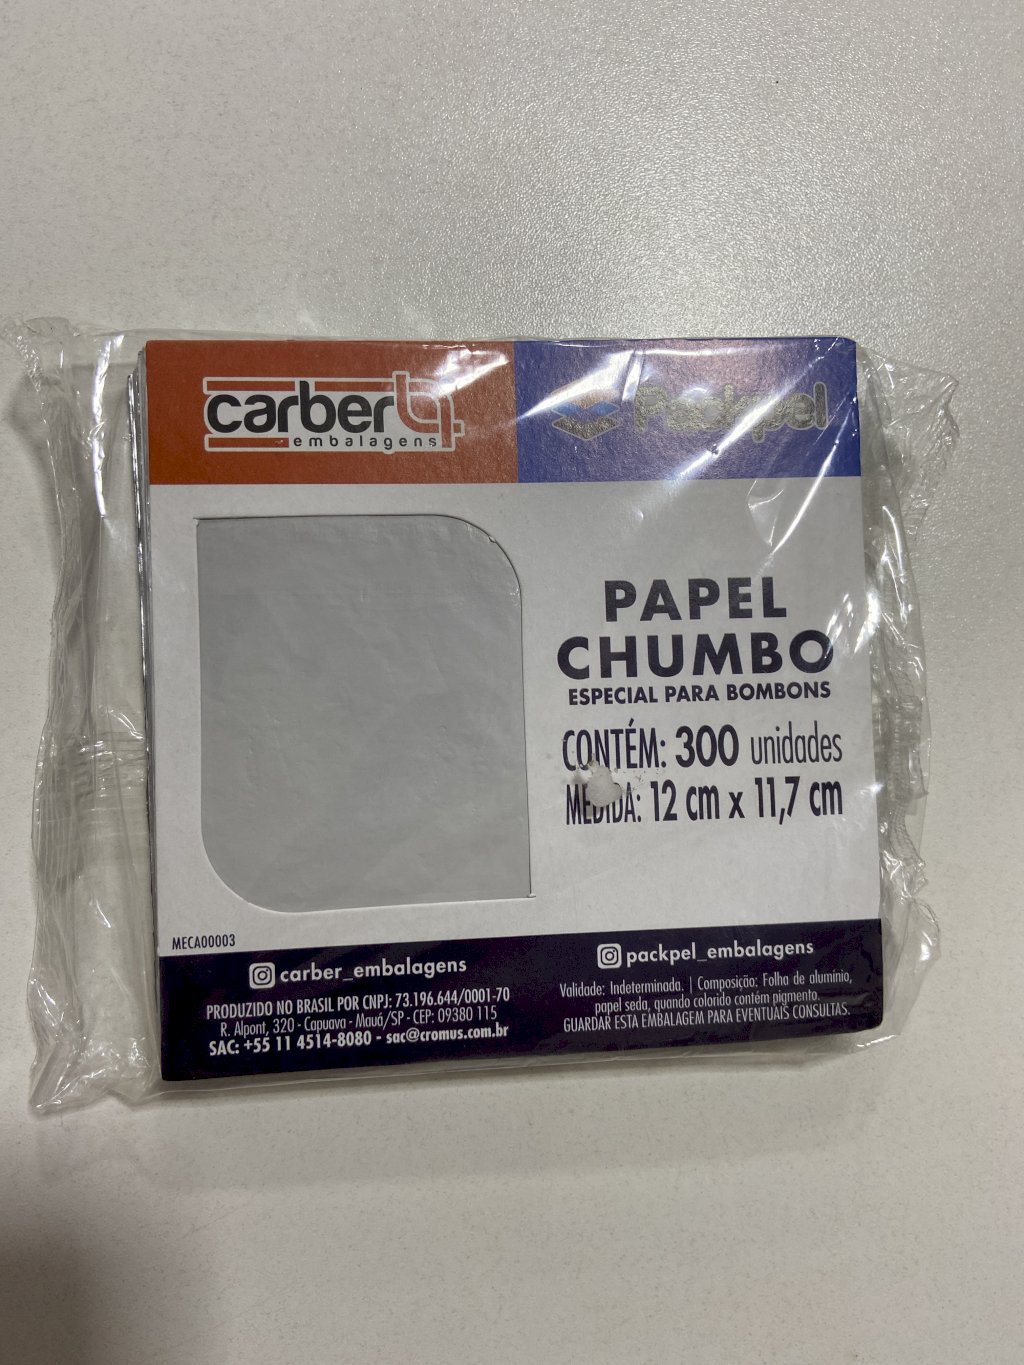 carber
embalagens
Packpel
PAPEL
CHUMBO
ESPECIAL PARA BOMBONS
CONTÉM: 300 unidades
MEDIDA: 12 cm x 11,7 cm
MECA00003
carber_embalagens
PRODUZIDO NO BRASIL POR CNPJ: 73.196.644/0001-70
R. Alpont, 320 - Capuava - Mauá/SP - CEP: 09380 115
SAC: +55 11 4514-8080 - sac@cromus.com.br
packpel_embalagens
Validade: Indeterminada. | Composição: Folha de alumínio,
papel seda, quando colorido contém pigmento.
GUARDAR ESTA EMBALAGEM PARA EVENTUAIS CONSULTAS.